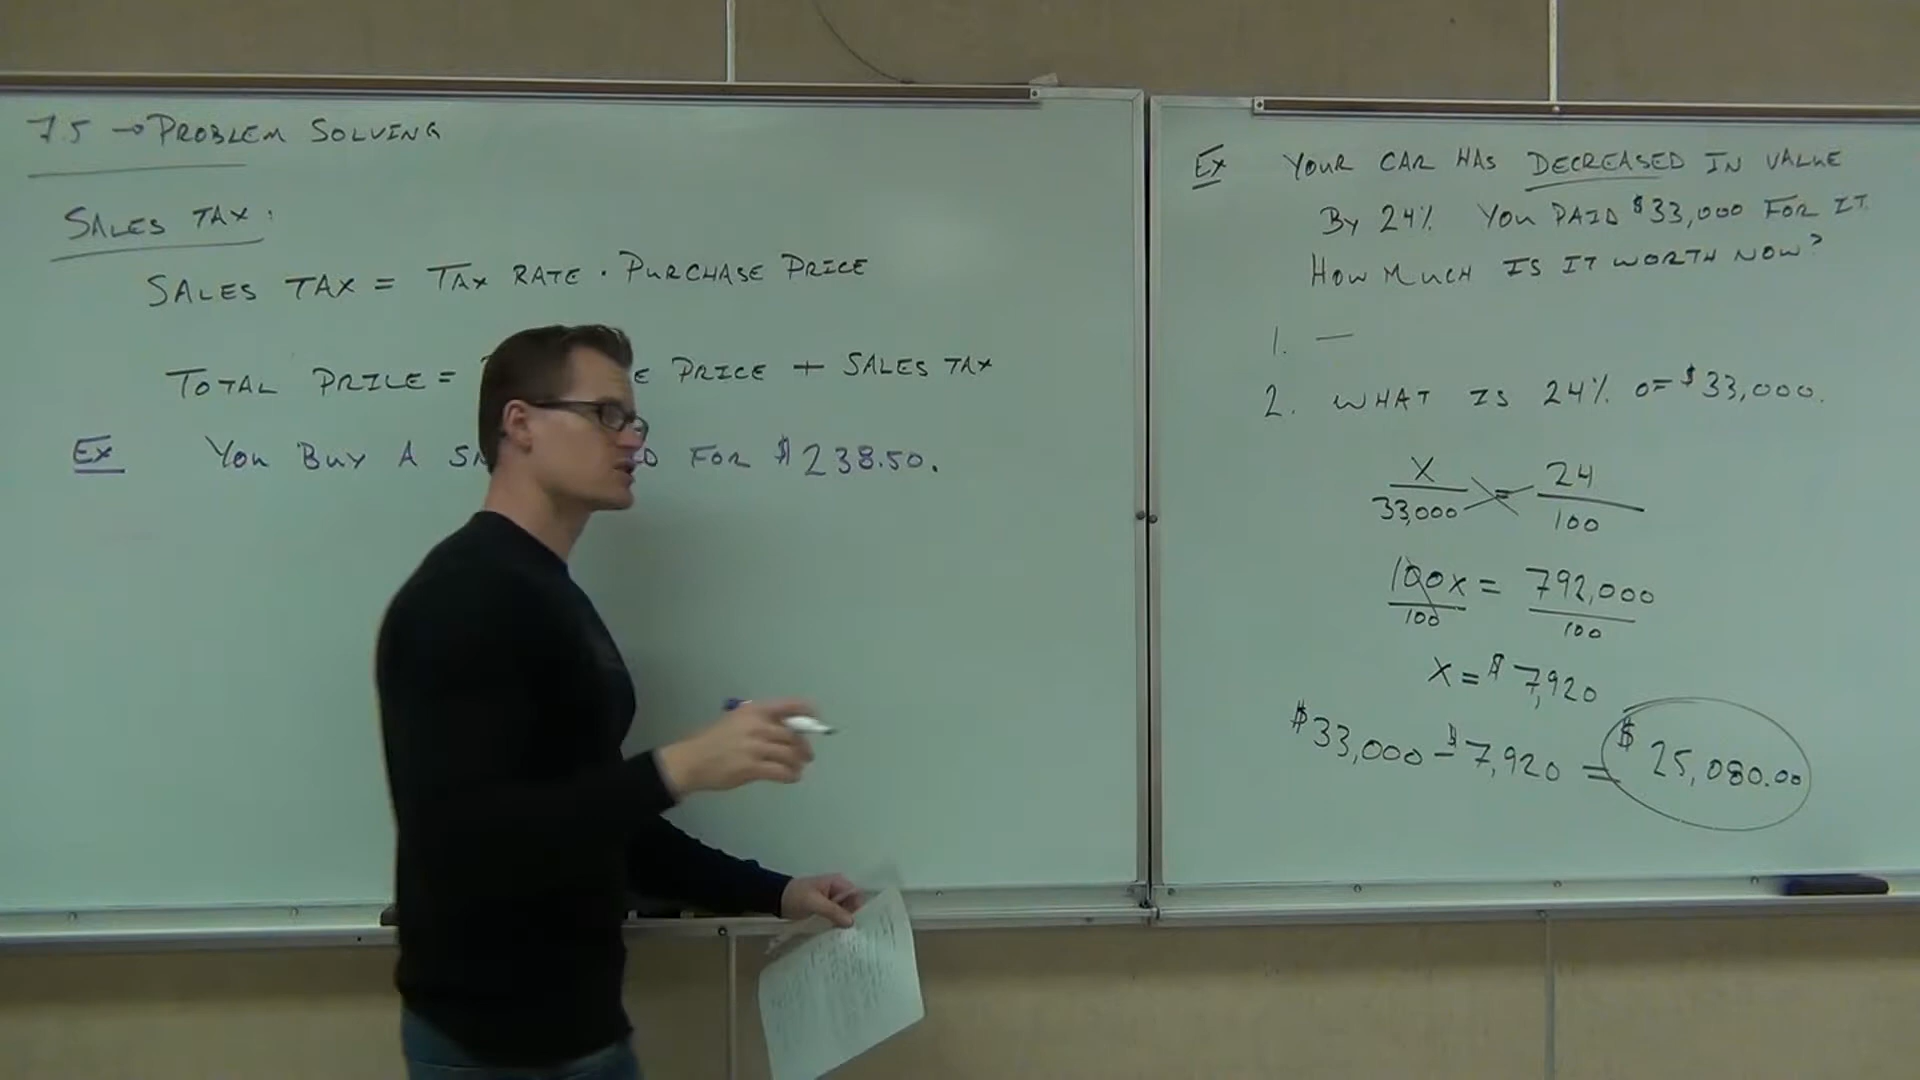 7.5 → PROBLEM SOLVING
SALES TAX:
SALES TAX = TAX RATE · PURCHASE PRICE
TOTAL PRICE = PRICE + SALES TAX
Ex YOU BUY A FOR $238.50.
Ex YOUR CAR HAS DECREASED IN VALUE
BY 24% YOU PAID $33,000 FOR IT.
HOW MUCH IS IT WORTH NOW?
1. —
2. WHAT IS 24% OF $33,000.
x/33,000 = 24/100
100x/100 = 792,000/100
x = $7,920
$33,000 - $7,920 = $25,080.00